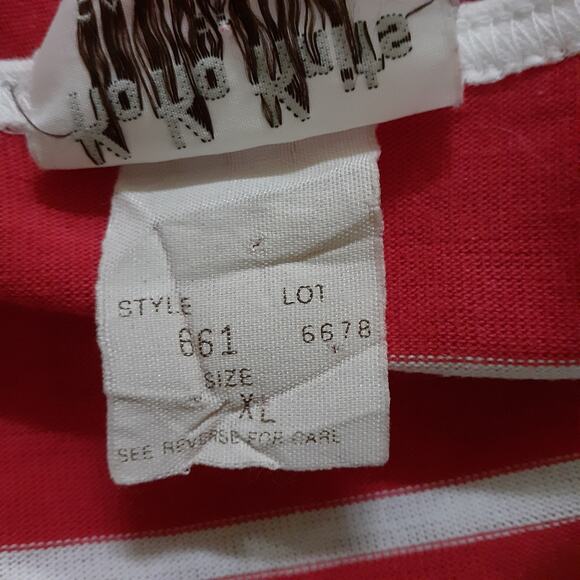 STYLE LOT
661 6678
SIZE
XL
SEE REVERSE FOR CARE